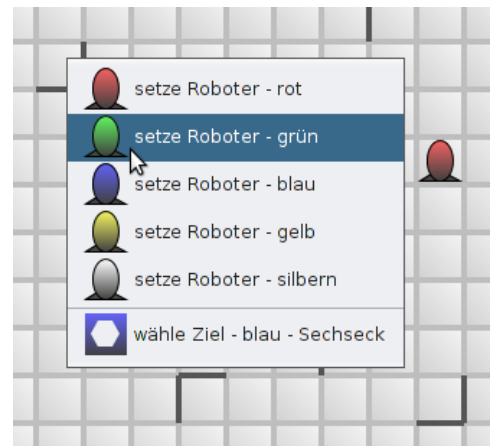 setze Roboter - rot
setze Roboter - grün
setze Roboter - blau
setze Roboter - gelb
setze Roboter - silbern
wähle Ziel - blau - Sechseck